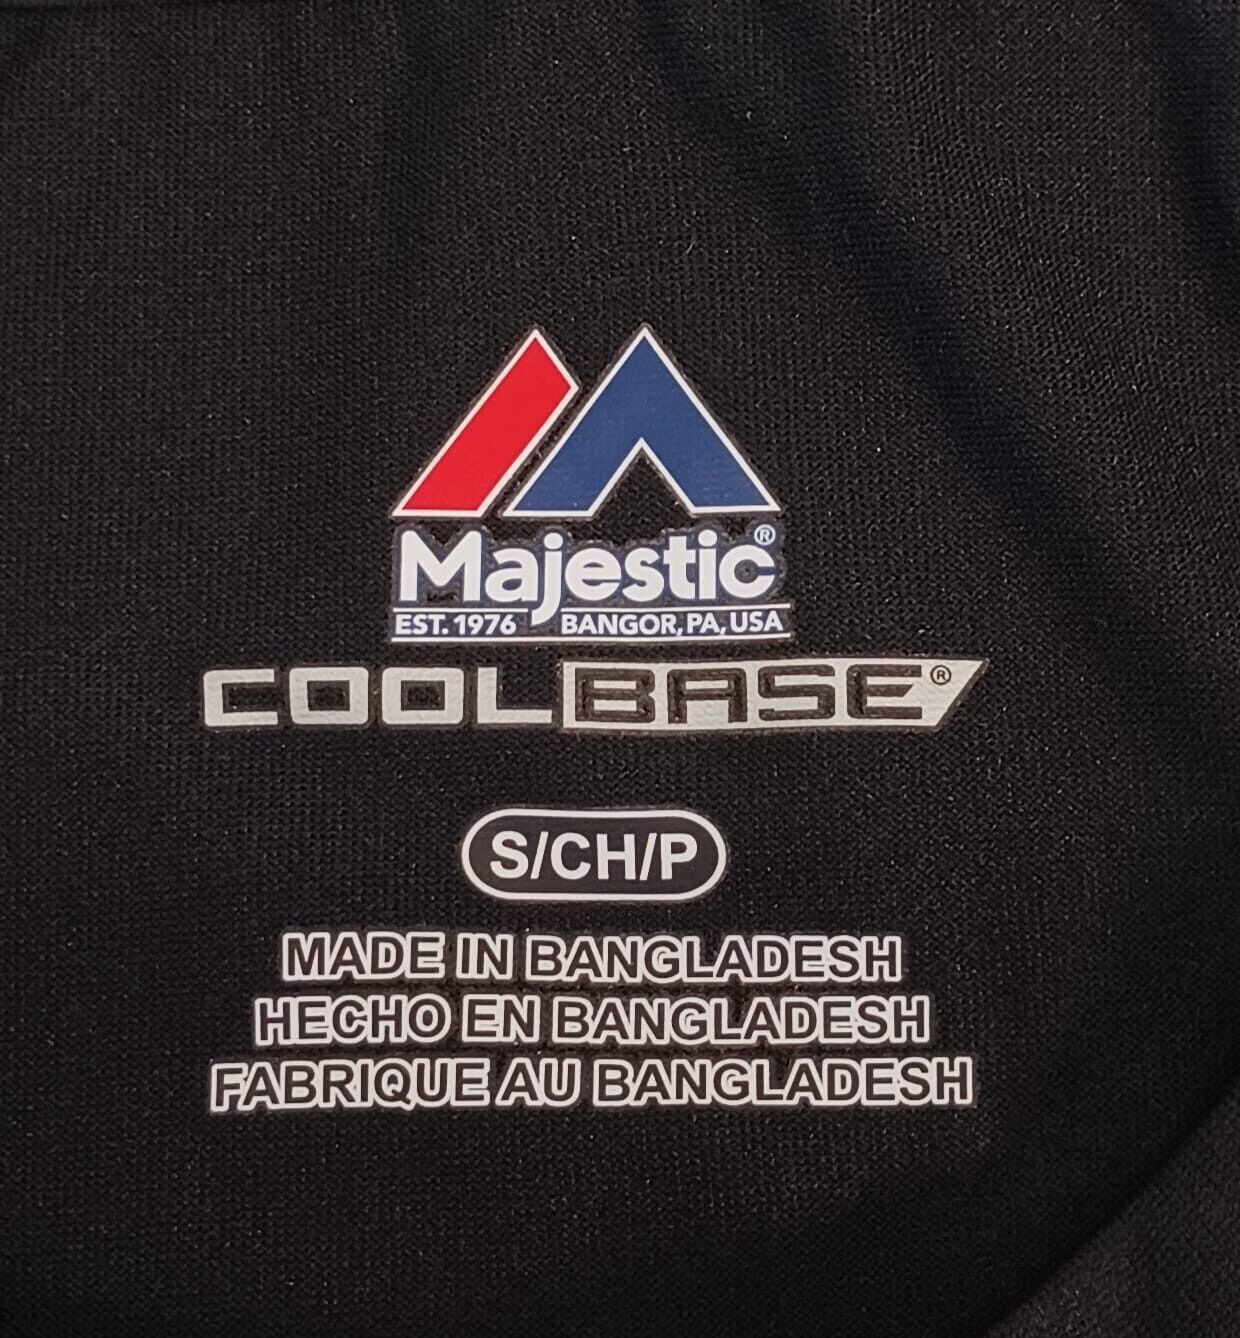 Majestic®
EST. 1976 BANGOR, PA, USA
COOLBASE®
S/CH/P
MADE IN BANGLADESH
HECHO EN BANGLADESH
FABRIQUE AU BANGLADESH